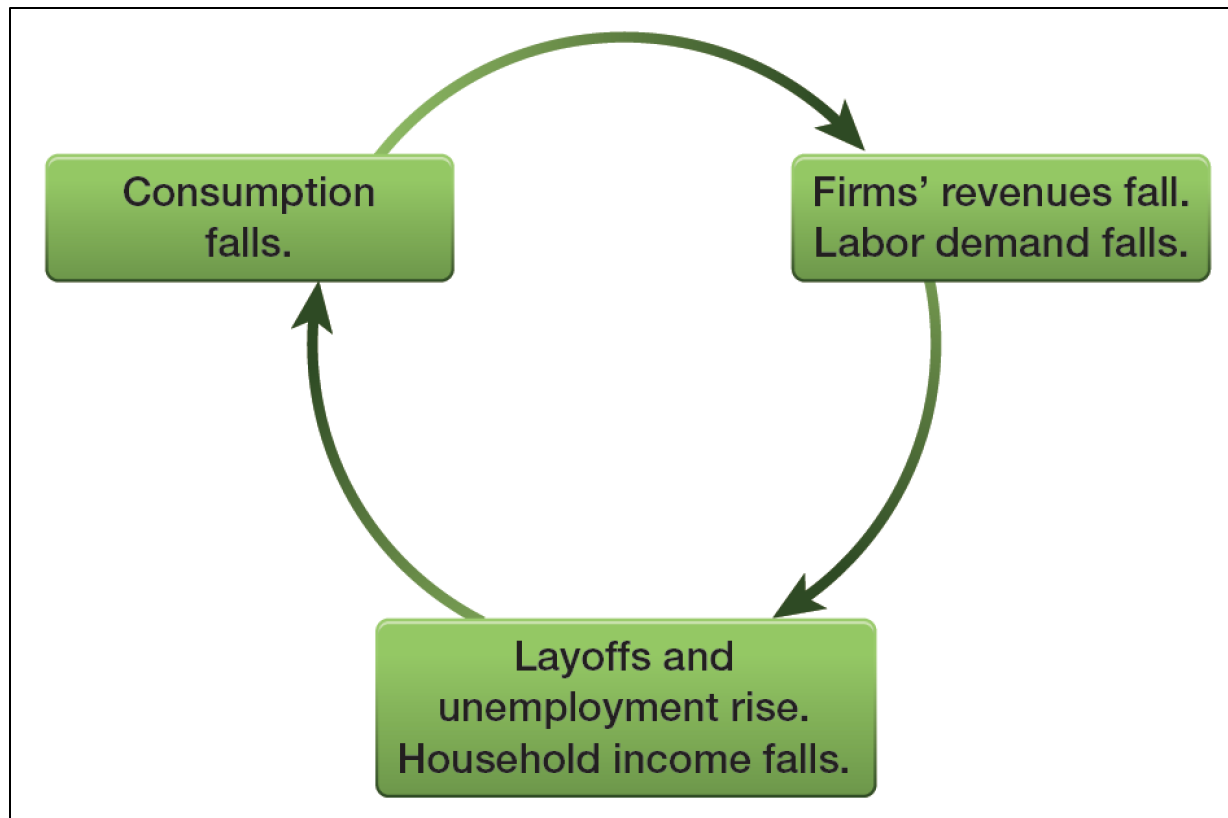 Consumption
falls.
Firms’ revenues fall.
Labor demand falls.
Layoffs and
unemployment rise.
Household income falls.